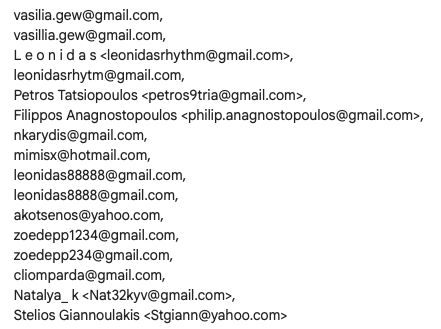 vasilia.gew@gmail.com,
vasillia.gew@gmail.com,
L e o n i d a s <leonidasrhythm@gmail.com>,
leonidasrhytm@gmail.com,
Petros Tatsiopoulos <petros9tria@gmail.com>,
Filippos Anagnostopoulos <philip.anagnostopoulos@gmail.com>,
nkarydis@gmail.com,
mimisx@hotmail.com,
leonidas88888@gmail.com,
leonidas8888@gmail.com,
akotsenos@yahoo.com,
zoedepp1234@gmail.com,
zoedepp234@gmail.com,
cliomparda@gmail.com,
Natalya_ k <Nat32kyv@gmail.com>,
Stelios Giannoulakis <Stgiann@yahoo.com>